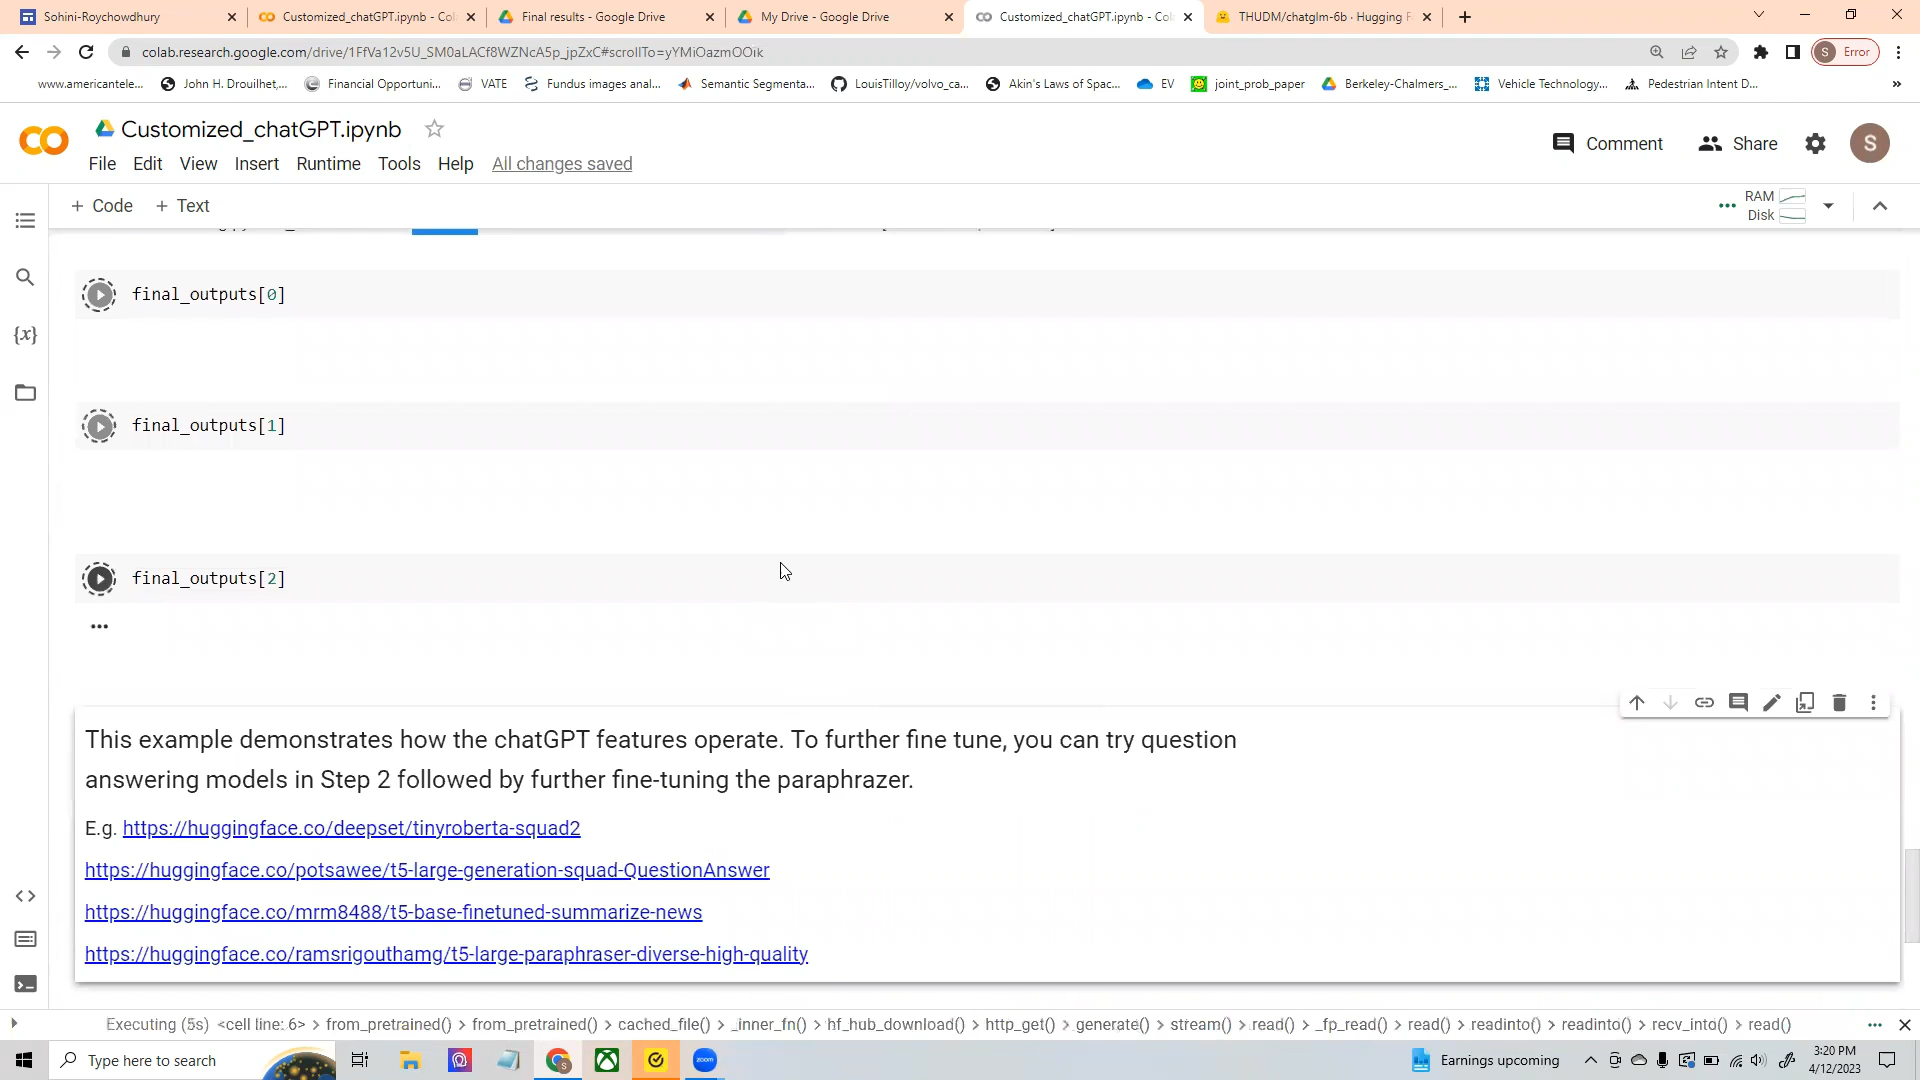 Sohini-Roychowdhury
Customized_chatGPT.ipynb - Col
Final results - Google Drive
My Drive - Google Drive
Customized_chatGPT.ipynb - Col
THUDM/chatglm-6b · Hugging F
colab.research.google.com/drive/1FfVa12v5U_SM0aLACf8WZNcA5p_jpZxC#scrollTo=yYMiOazmOOik
S
Error
www.americantele...
John H. Drouilhet,...
Financial Opportuni...
VATE
Fundus images anal...
Semantic Segmenta...
LouisTilloy/volvo_ca...
Akin's Laws of Spac...
EV
joint_prob_paper
Berkeley-Chalmers_...
Vehicle Technology...
Pedestrian Intent D...
»
Customized_chatGPT.ipynb
File Edit View Insert Runtime Tools Help All changes saved
Comment
Share
S
+ Code + Text
RAM
Disk
final_outputs[0]
final_outputs[1]
final_outputs[2]
...
This example demonstrates how the chatGPT features operate. To further fine tune, you can try question
answering models in Step 2 followed by further fine-tuning the paraphrazer.
E.g. https://huggingface.co/deepset/tinyroberta-squad2
https://huggingface.co/potsawee/t5-large-generation-squad-QuestionAnswer
https://huggingface.co/mrm8488/t5-base-finetuned-summarize-news
https://huggingface.co/ramsrigouthamg/t5-large-paraphraser-diverse-high-quality
Executing (5s) <cell line: 6> > from_pretrained() > from_pretrained() > cached_file() > _inner_fn() > hf_hub_download() > http_get() > generate() > stream() > read() > _fp_read() > read() > readinto() > readinto() > recv_into() > read()
Type here to search
Earnings upcoming
3:20 PM
4/12/2023